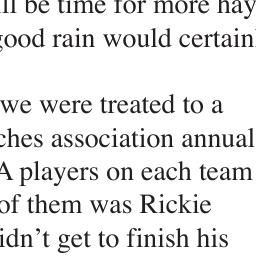 ll be time for more hay
good rain would certain
we were treated to a
ches association annual
A players on each team
of them was Rickie
idn’t get to finish his